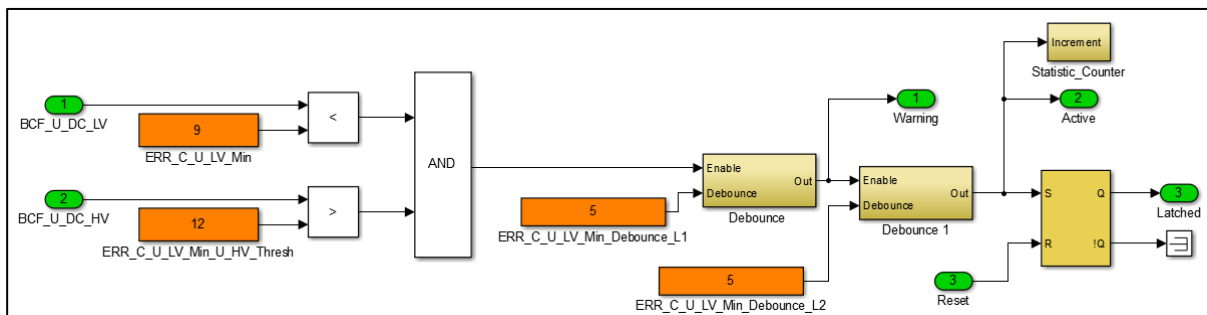 1
BCF_U_DC_LV
9
ERR_C_U_LV_Min
<
2
BCF_U_DC_HV
12
ERR_C_U_LV_Min_U_HV_Thresh
>
AND
5
ERR_C_U_LV_Min_Debounce_L1
Enable
Debounce
Out
Debounce
5
ERR_C_U_LV_Min_Debounce_L2
1
Warning
Enable
Debounce
Out
Debounce 1
Increment
Statistic_Counter
2
Active
3
Reset
S
Q
R
!Q
3
Latched